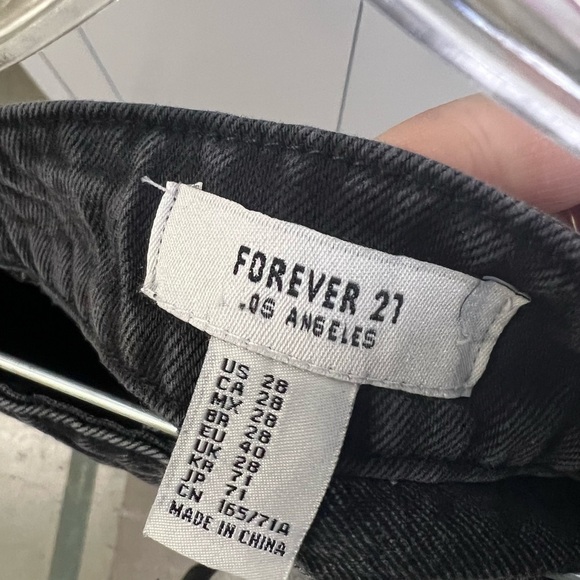 FOREVER 21
LOS ANGELES
US 28
CA 28
MX 28
BR 28
EU 40
UK 28
KR 71
JP 71
CN 165/71A
MADE IN CHINA